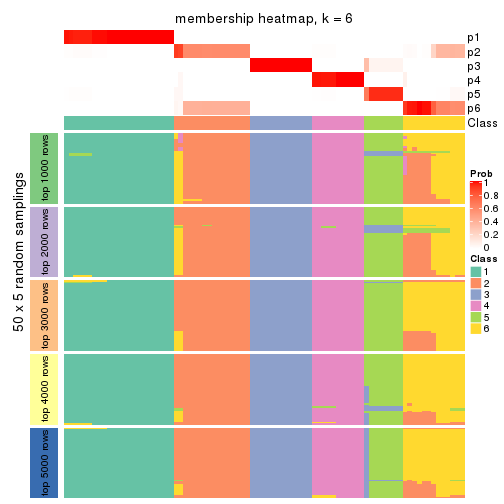 membership heatmap, k = 6
p1
p2
p3
p4
p5
p6
Class
50 x 5 random samplings
top 1000 rows
top 2000 rows
top 3000 rows
top 4000 rows
top 5000 rows
Prob
1
0.8
0.6
0.4
0.2
0
Class
1
2
3
4
5
6